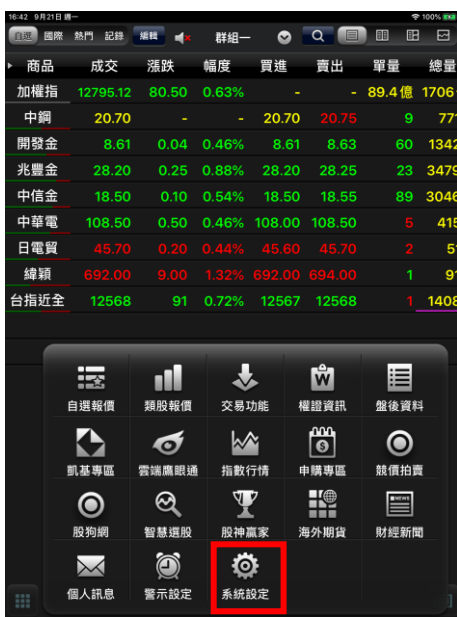 16:42 9月21日 週一 100%
自選 國際 熱門 記錄 編輯 群組一
商品 成交 漲跌 幅度 買進 賣出 單量 總量
加權指 12795.12 80.50 0.63% - - 89.4億 1706
中鋼 20.70 - - 20.70 20.75 9 771
開發金 8.61 0.04 0.46% 8.61 8.63 60 1342
兆豐金 28.20 0.25 0.88% 28.20 28.25 23 3479
中信金 18.50 0.10 0.54% 18.50 18.55 89 3046
中華電 108.50 0.50 0.46% 108.00 108.50 5 415
日電貿 45.70 0.20 0.44% 45.60 45.70 2 5
緯穎 692.00 9.00 1.32% 692.00 694.00 1 9
台指近全 12568 91 0.72% 12567 12568 1 1408
自選報價 類股報價 交易功能 權證資訊 盤後資料
凱基專區 雲端鷹眼通 指數行情 申購專區 競價拍賣
股狗網 智慧選股 股神贏家 海外期貨 財經新聞
個人訊息 警示設定 系統設定